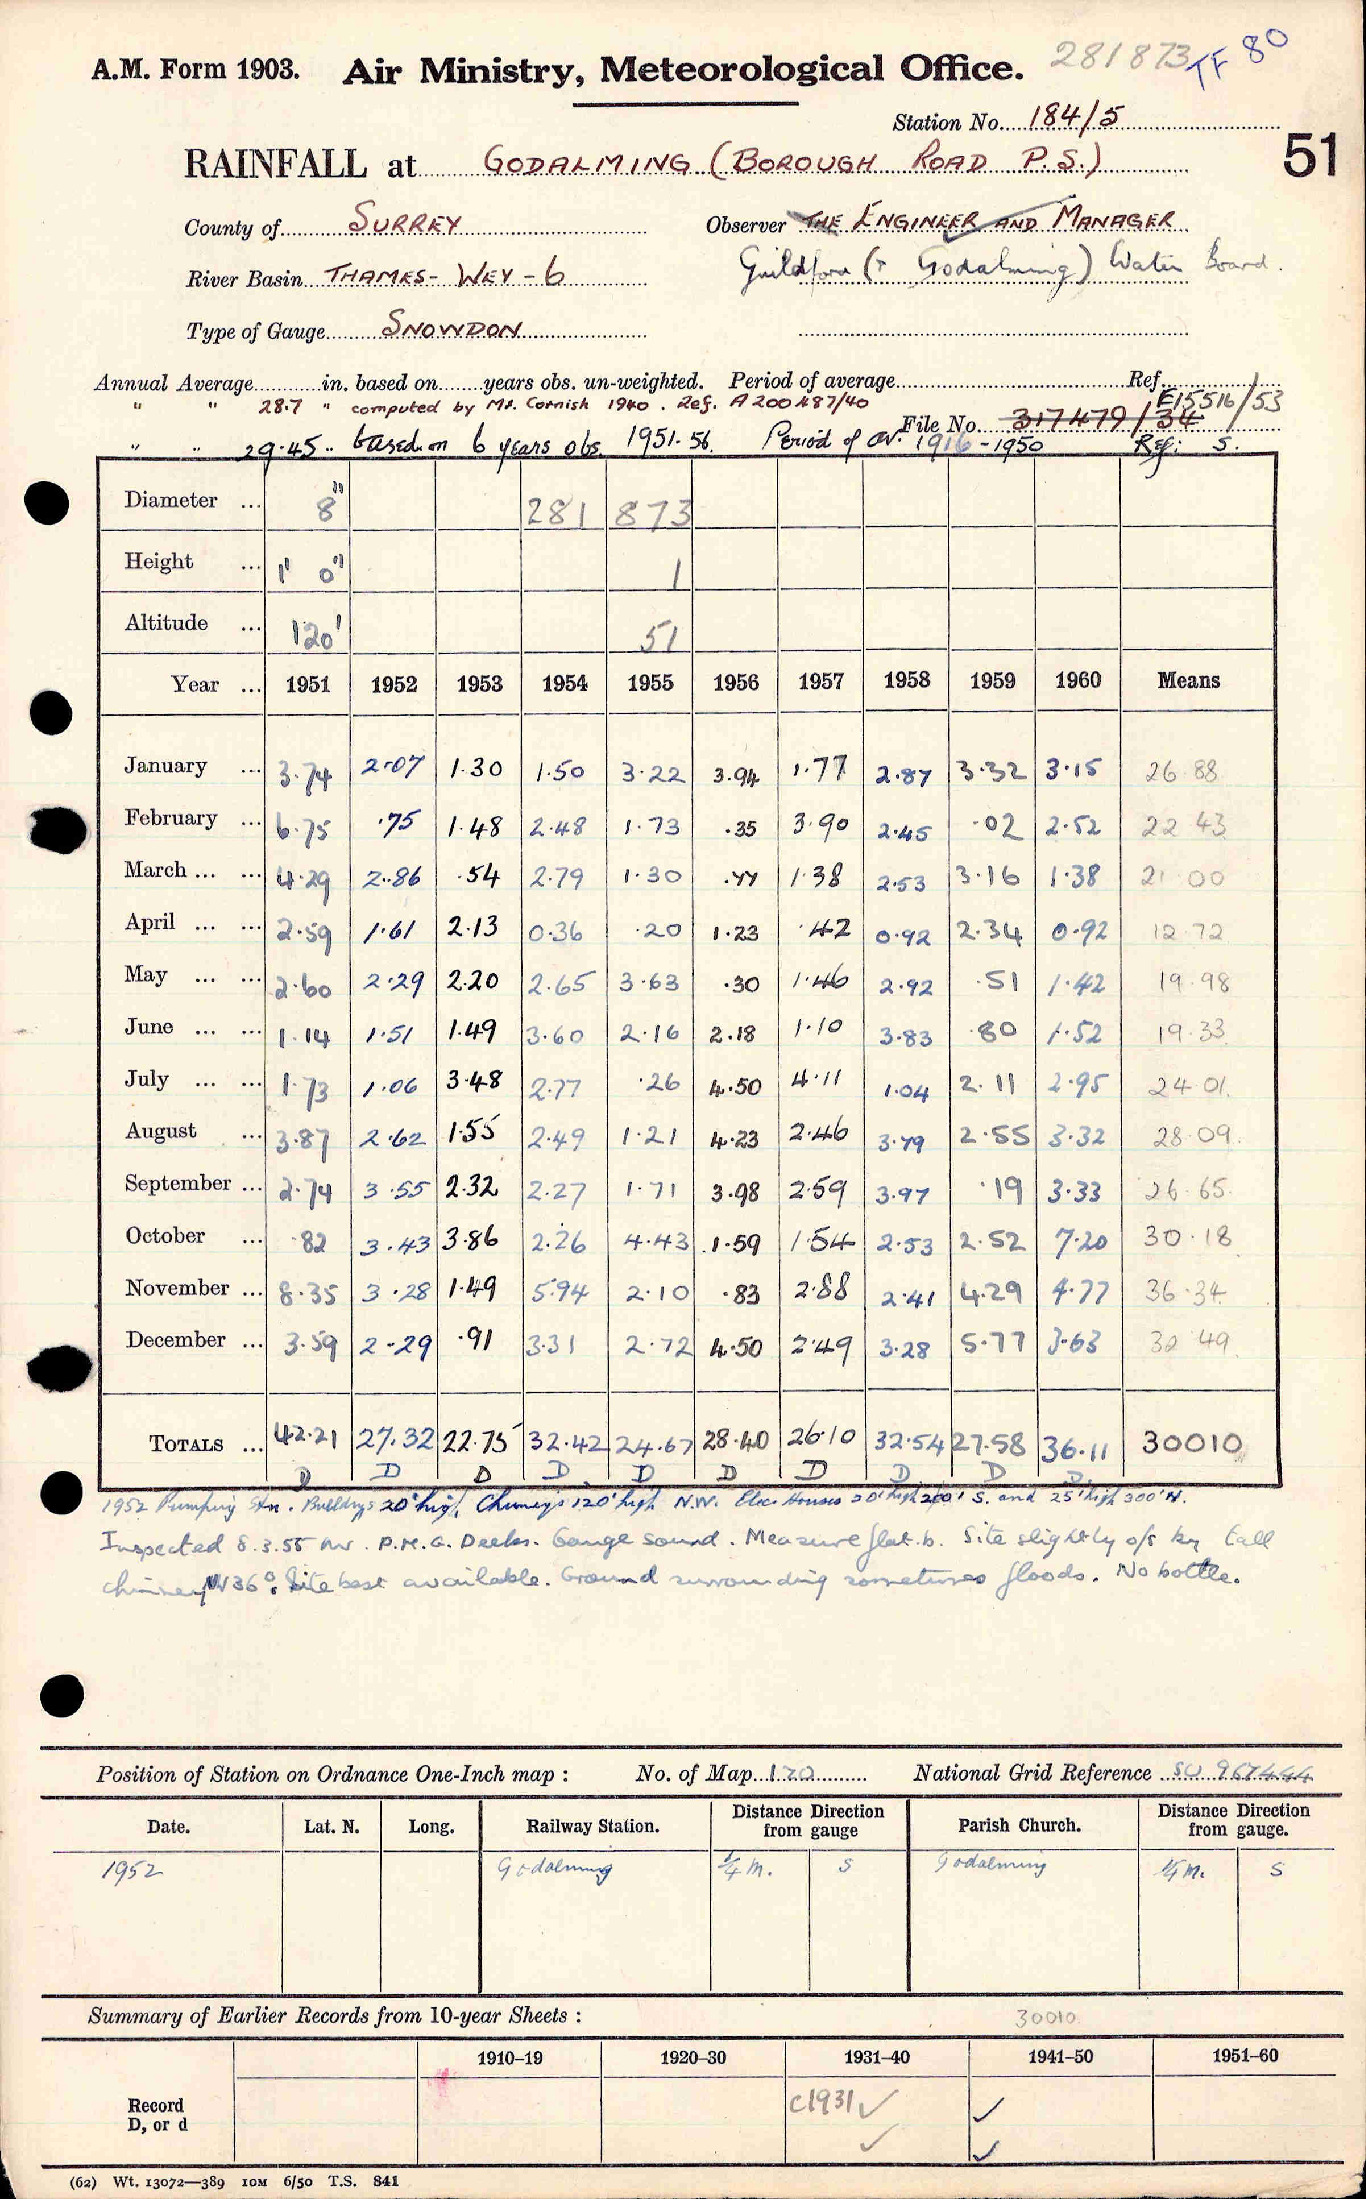 281873 TF 80
A.M. Form 1903. Air Ministry, Meteorological Office.
Station No. 184/5
51
RAINFALL at GODALMING (BOROUGH ROAD P.S.)
County of SURREY Observer THE ENGINEER AND MANAGER
River Basin THAMES - WEY - 6 Guildford (+ Godalming) Water Board.
Type of Gauge SNOWDON
Annual Average in. based on years obs. un-weighted. Period of average Ref.
" " 28.7 " computed by Mr. Cornish 1940. Ref. A200487/40 File No. 317479/34 E15516/53
" " 29.45 " based on 6 years obs. 1951-56 Period of av. 1916-1950 Ref: S.
Diameter ... 8" 281 873
Height ... 1' 0" 1
Altitude ... 120' 51
Year ... 1951 1952 1953 1954 1955 1956 1957 1958 1959 1960 Means
January ... 3.74 2.07 1.30 1.50 3.22 3.94 1.77 2.87 3.32 3.15 26.88
February ... 6.75 .75 1.48 2.48 1.73 .35 3.90 2.45 .02 2.52 22 43
March ... ... 4.29 2.86 .54 2.79 1.30 .77 1.38 2.53 3.16 1.38 21.00
April ... ... 2.59 1.61 2.13 0.36 .20 1.23 .42 0.92 2.34 0.92 12.72
May ... ... 2.60 2.29 2.20 2.65 3.63 .30 1.46 2.92 .51 1.42 19.98
June ... ... 1.14 1.51 1.49 3.60 2.16 2.18 1.10 3.83 .80 1.52 19.33
July ... ... 1.73 1.06 3.48 2.77 .26 4.50 4.11 1.04 2.11 2.95 24.01
August ... 3.87 2.62 1.55 2.49 1.21 4.23 2.46 3.79 2.55 3.32 28.09
September ... 2.74 3.55 2.32 2.27 1.71 3.98 2.59 3.97 .19 3.33 26.65
October ... .82 3.43 3.86 2.26 4.43 1.59 1.54 2.53 2.52 7.20 30.18
November ... 8.35 3.28 1.49 5.94 2.10 .83 2.88 2.41 4.29 4.77 36.34
December ... 3.59 2.29 .91 3.31 2.72 4.50 2.49 3.28 5.77 3.63 32 49
TOTALS ... 42.21 27.32 22.75 32.42 24.67 28.40 26.10 32.54 27.58 36.11 30010
D D D D. D D D D. D D.
1952 Pumping Stn. Buildings 20' high Chimneys 120' high N.W. Elec. Houses 20' high 200' S. and 25' high 300' N.
Inspected 8.3.55 Mr. P.M.G. Deeks. Gauge sound. Measure flat b. Site slightly o/s by tall
chimney NW 36°. Site best available. Ground surrounding sometimes floods. No bottle.
Position of Station on Ordnance One-Inch map : No. of Map 170 National Grid Reference SU 967444
Date. Lat. N. Long. Railway Station. Distance Direction from gauge Parish Church. Distance Direction from gauge.
1952 Godalming ¼ m. S Godalming ¼ m. S
Summary of Earlier Records from 10-year Sheets : 30010
1910–19 1920–30 1931–40 1941–50 1951–60
Record c1931 ✓ ✓
D, or d ✓ ✓
(62) Wt. 13072—389 10M 6/50 T.S. 841